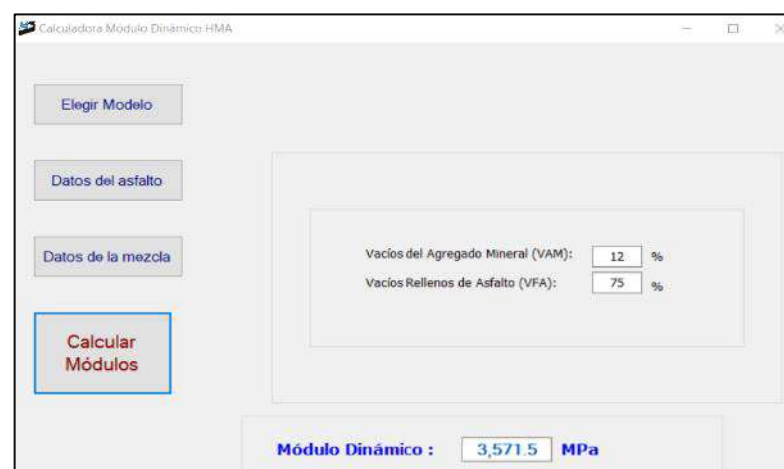 Calculadora Módulo Dinámico HMA
Elegir Modelo
Datos del asfalto
Datos de la mezcla
Calcular
Módulos
Vacíos del Agregado Mineral (VAM): 12 %
Vacíos Rellenos de Asfalto (VFA): 75 %
Módulo Dinámico : 3,571.5 MPa